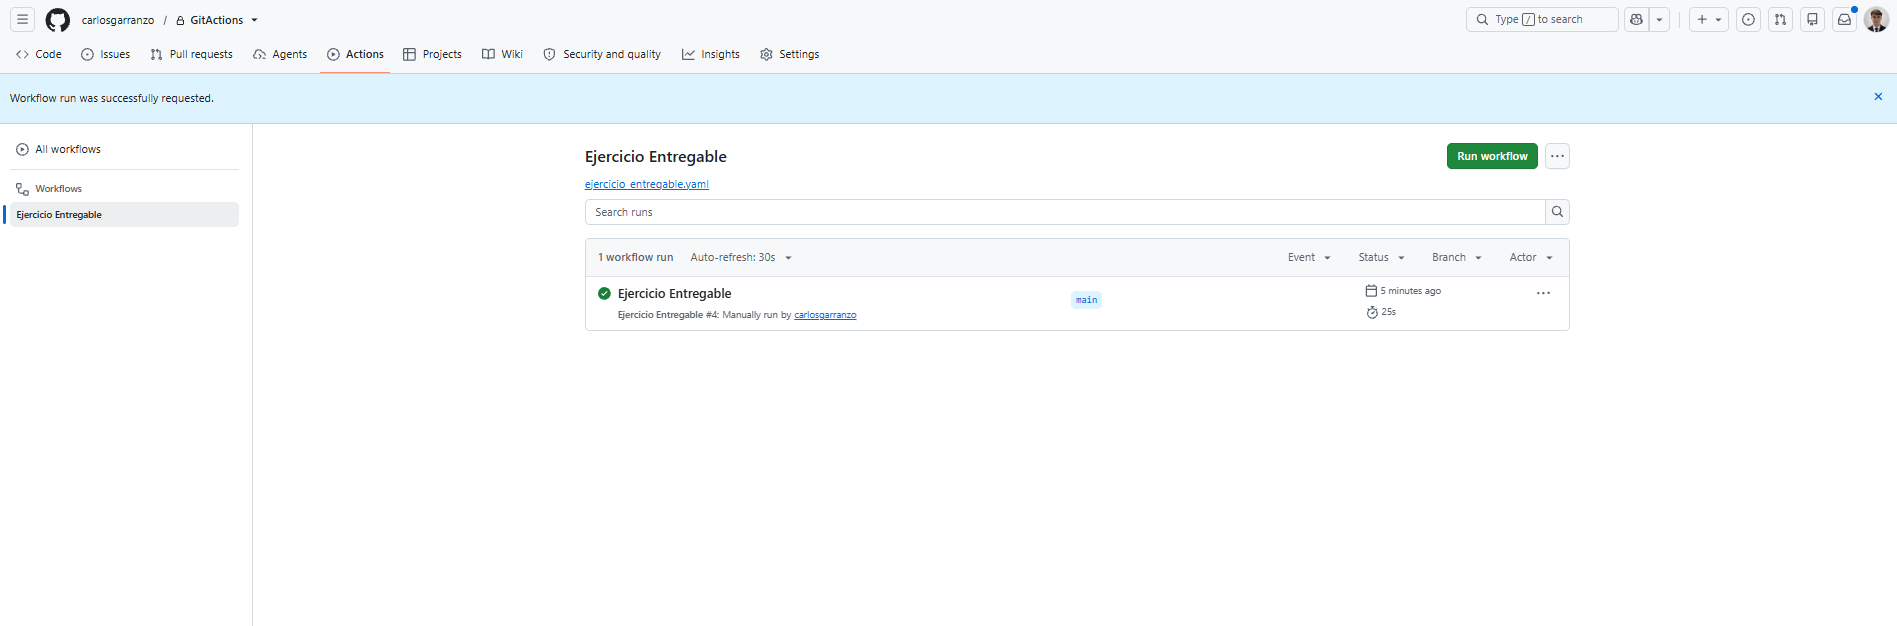 carlosgarranzo / GitActions
Type / to search
Code Issues Pull requests Agents Actions Projects Wiki Security and quality Insights Settings
Workflow run was successfully requested.
All workflows
Workflows
Ejercicio Entregable
Ejercicio Entregable
Run workflow
ejercicio_entregable.yaml
Search runs
1 workflow run Auto-refresh: 30s Event Status Branch Actor
Ejercicio Entregable
main
5 minutes ago
Ejercicio Entregable #4: Manually run by carlosgarranzo
25s